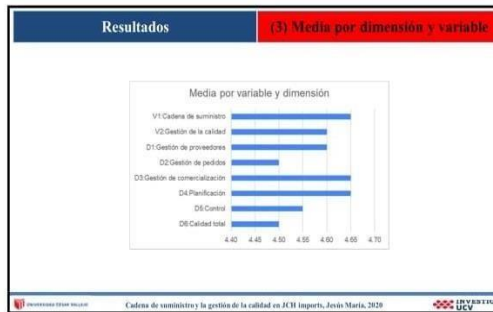 Resultados
(3) Media por dimensión y variable
Media por variable y dimensión
V1:Cadena de suministro
V2:Gestión de la calidad
D1:Gestión de proveedores
D2:Gestión de pedidos
D3:Gestión de comercialización
D4:Planificación
D5:Control
D6:Calidad total
4.40 4.45 4.50 4.55 4.60 4.65 4.70
UNIVERSIDAD CÉSAR VALLEJO
Cadena de suministro y la gestión de la calidad en JCH imports, Jesús María, 2020
INVESTIG
UCV